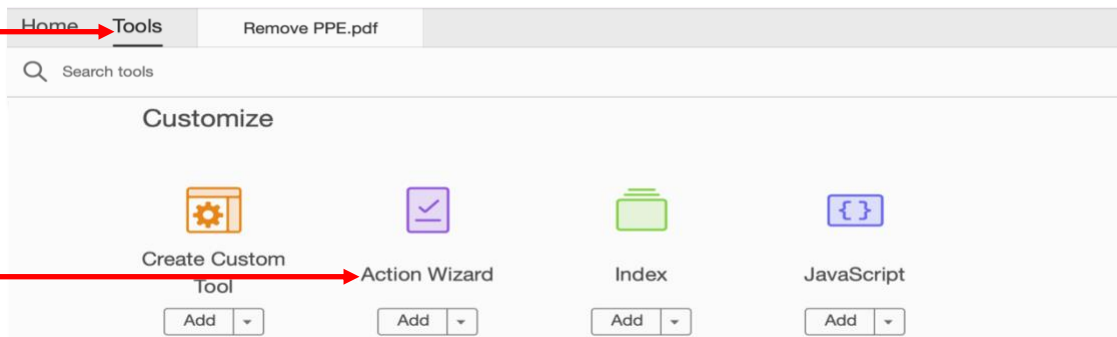 Home Tools Remove PPE.pdf
Search tools
Customize
Create Custom Tool
Action Wizard
Index
JavaScript
Add Add Add Add